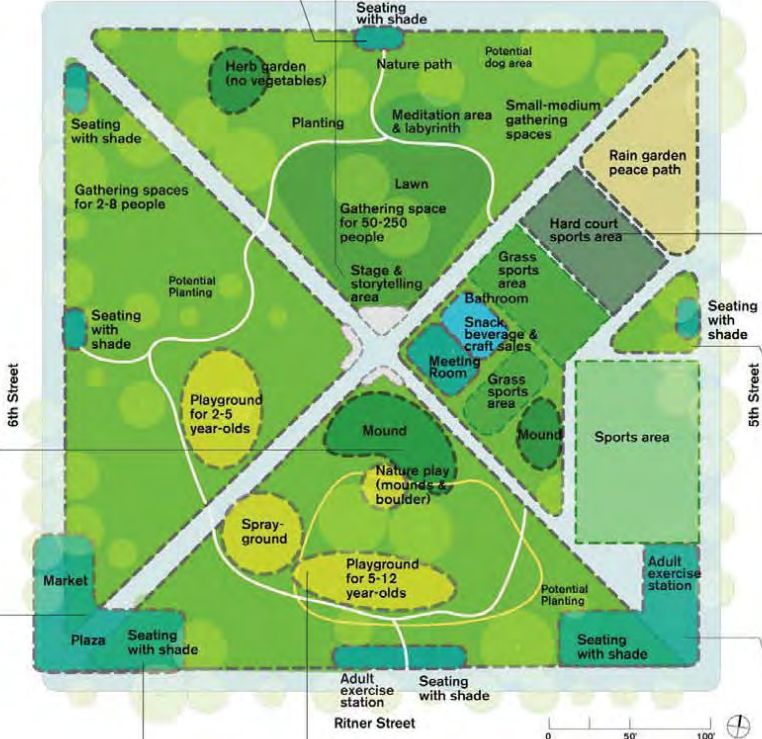 Seating
with shade
Herb garden
(no vegetables)
Nature path
Potential
dog area
Seating
with shade
Planting
Meditation area
& labyrinth
Small-medium
gathering
spaces
Rain garden
peace path
Gathering spaces
for 2-8 people
Lawn
Gathering space
for 50-250
people
Hard court
sports area
Stage &
storytelling
area
Grass
sports
area
Potential
Planting
Bathroom
Snack,
beverage &
craft sales
Seating
with
shade
Seating
with
shade
Meeting
Room
Grass
sports
area
6th Street
5th Street
Playground
for 2-5
year-olds
Mound
Mound
Sports area
Nature play
(mounds &
boulder)
Spray-
ground
Playground
for 5-12
year-olds
Market
Potential
Planting
Adult
exercise
station
Plaza
Seating
with shade
Seating
with shade
Adult
exercise
station
Seating
with shade
Ritner Street
0 50' 100'